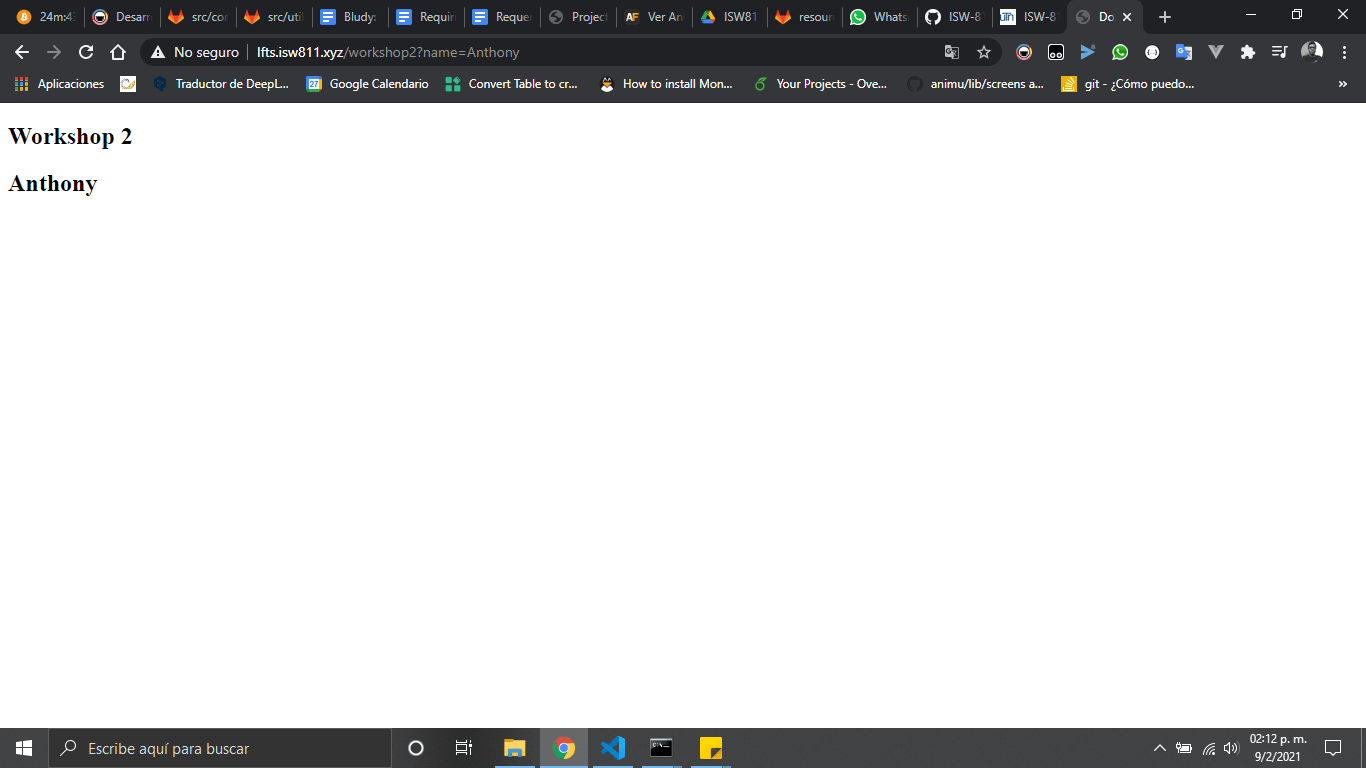 24m:43 Desarr src/cor src/uti Bludy: Requir Reque Project Ver An ISW81 resour Whats ISW-81 ISW-81 Do
No seguro lfts.isw811.xyz/workshop2?name=Anthony
Aplicaciones Traductor de DeepL... Google Calendario Convert Table to cr... How to install Mon... Your Projects - Ove... animu/lib/screens a... git - ¿Cómo puedo... »
Workshop 2
Anthony
Escribe aquí para buscar
02:12 p. m.
9/2/2021